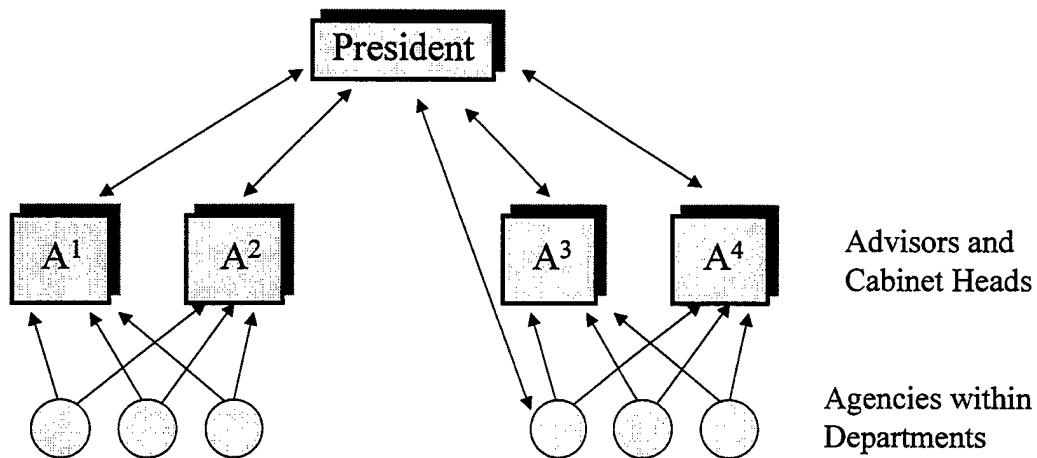 President
A¹ A² A³ A⁴
Advisors and
Cabinet Heads
Agencies within
Departments